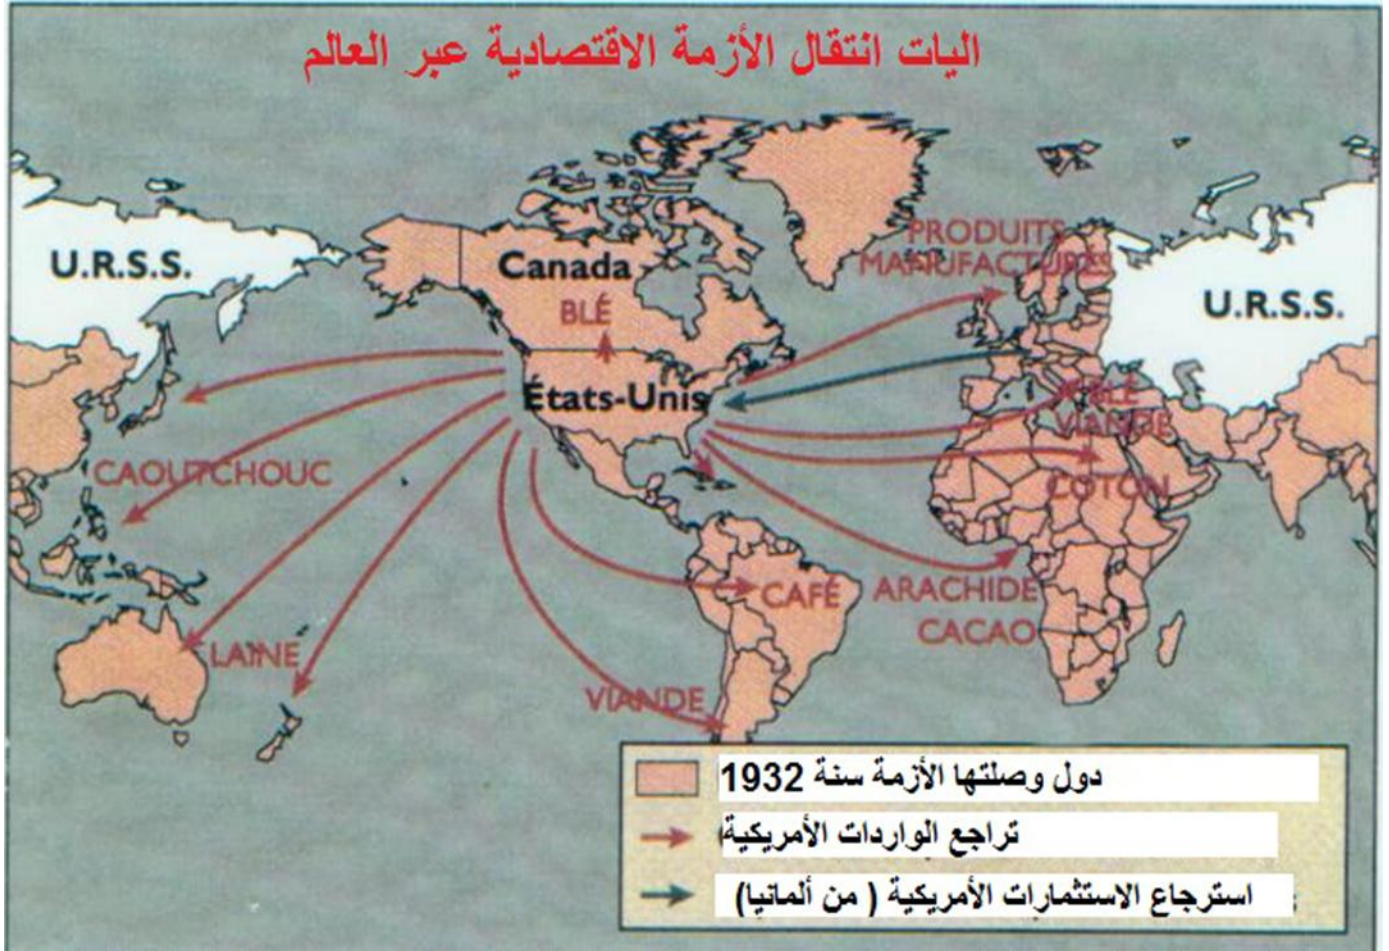 اليات انتقال الأزمة الاقتصادية عبر العالم
PRODUITS
MANUFACTURÉS
U.R.S.S.
Canada
BLÉ
U.R.S.S.
États-Unis
BLÉ
VIANDE
CAOUTCHOUC
COTON
CAFÉ
ARACHIDE
CACAO
LAINE
VIANDE
دول وصلتها الأزمة سنة 1932
تراجع الواردات الأمريكية)
استرجاع الاستثمارات الأمريكية ( من ألمانيا)